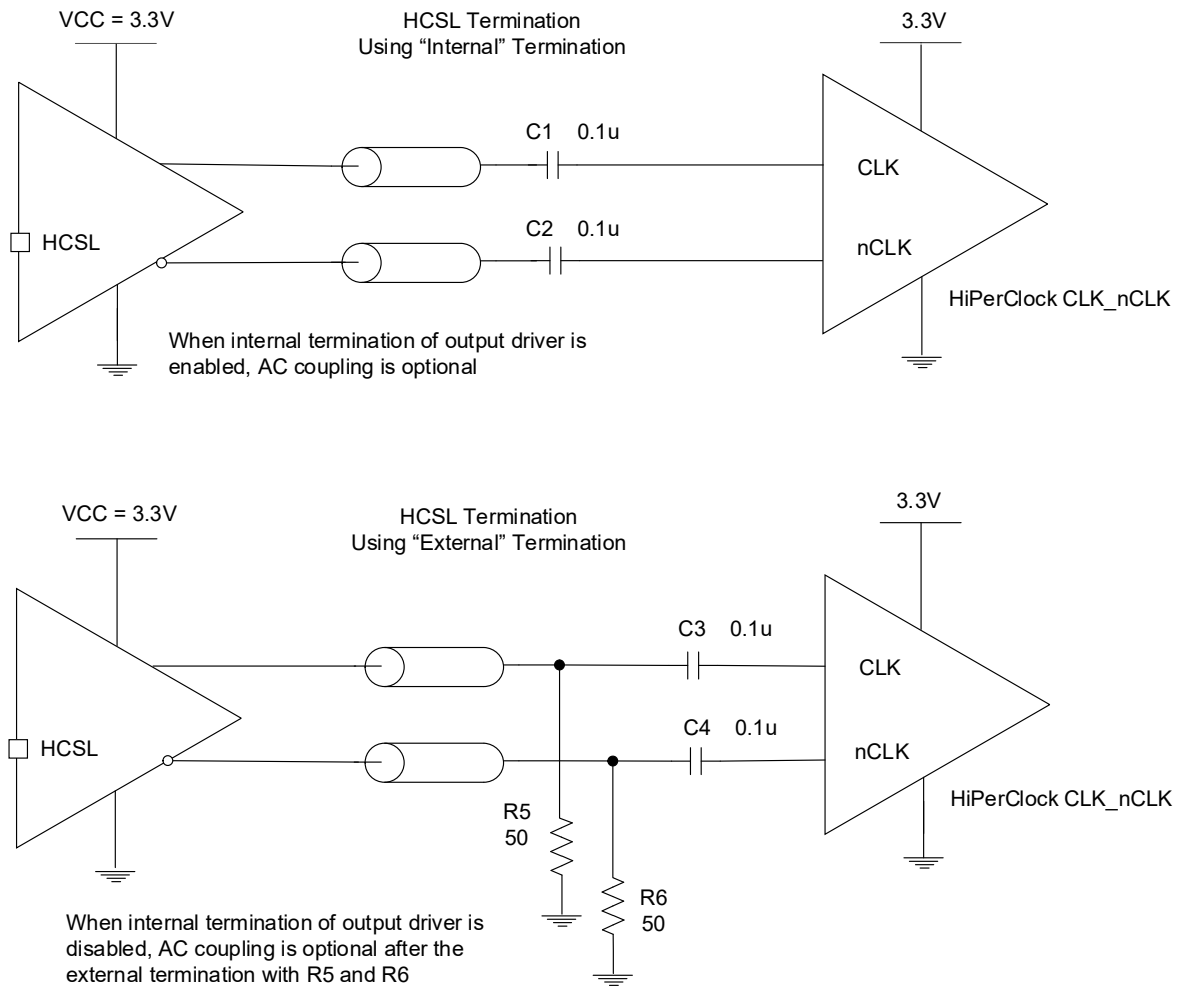 VCC = 3.3V
HCSL Termination
Using “Internal” Termination
3.3V
C1 0.1u
CLK
C2 0.1u
HCSL
nCLK
HiPerClock CLK_nCLK
When internal termination of output driver is
enabled, AC coupling is optional
VCC = 3.3V
HCSL Termination
Using “External” Termination
3.3V
C3 0.1u
CLK
C4 0.1u
HCSL
nCLK
HiPerClock CLK_nCLK
R5
50
R6
50
When internal termination of output driver is
disabled, AC coupling is optional after the
external termination with R5 and R6